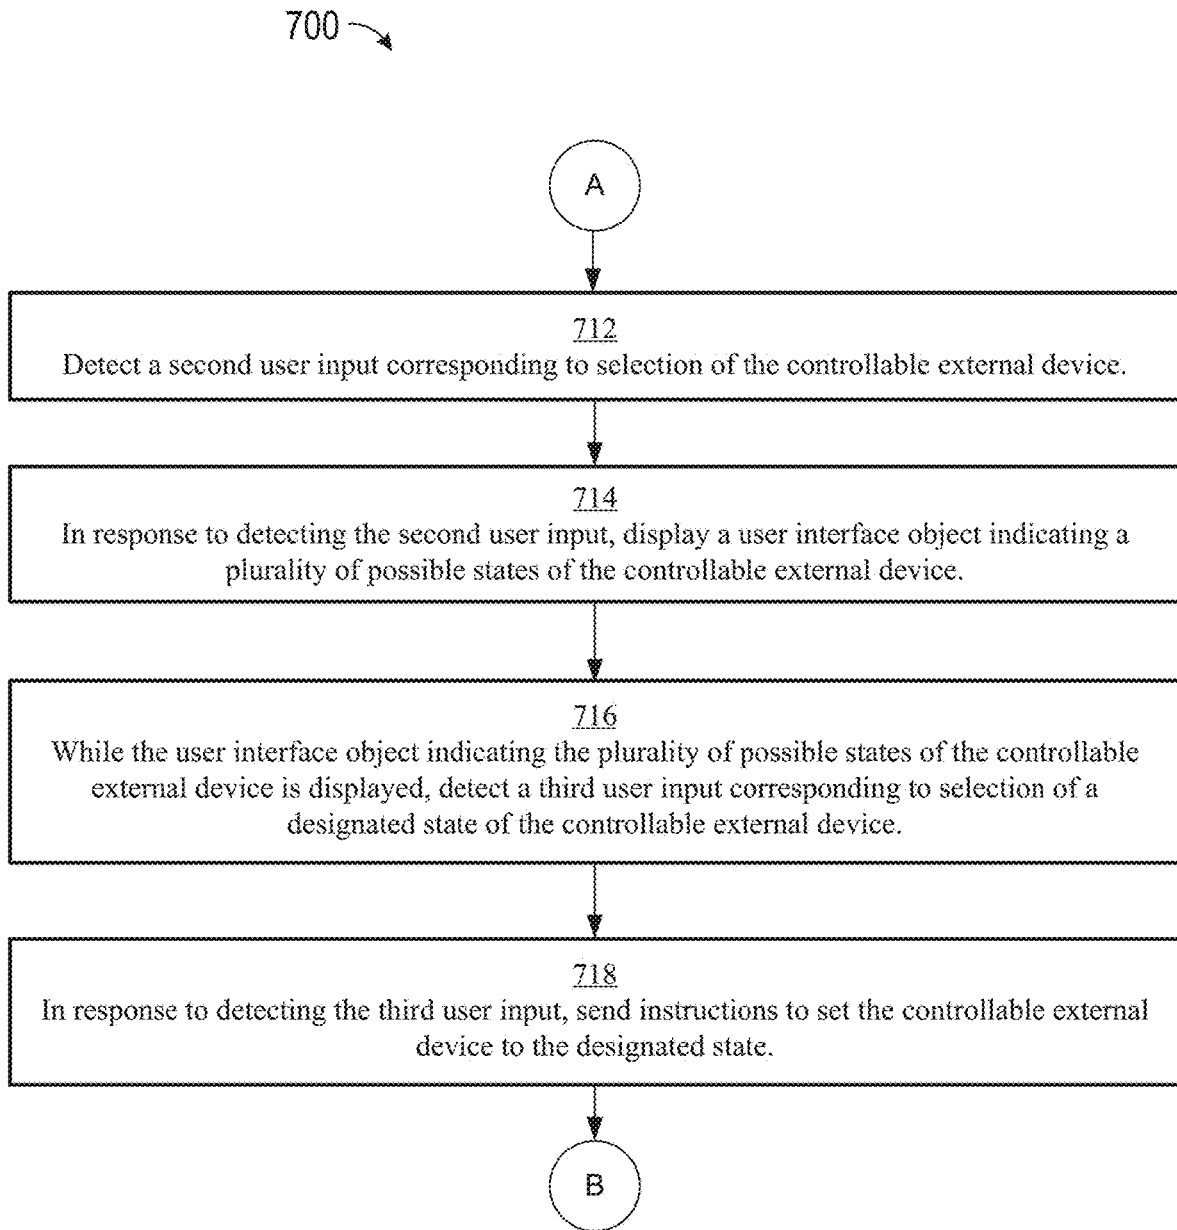 700
A
712
Detect a second user input corresponding to selection of the controllable external device.
714
In response to detecting the second user input, display a user interface object indicating a
plurality of possible states of the controllable external device.
716
While the user interface object indicating the plurality of possible states of the controllable
external device is displayed, detect a third user input corresponding to selection of a
designated state of the controllable external device.
718
In response to detecting the third user input, send instructions to set the controllable external
device to the designated state.
B